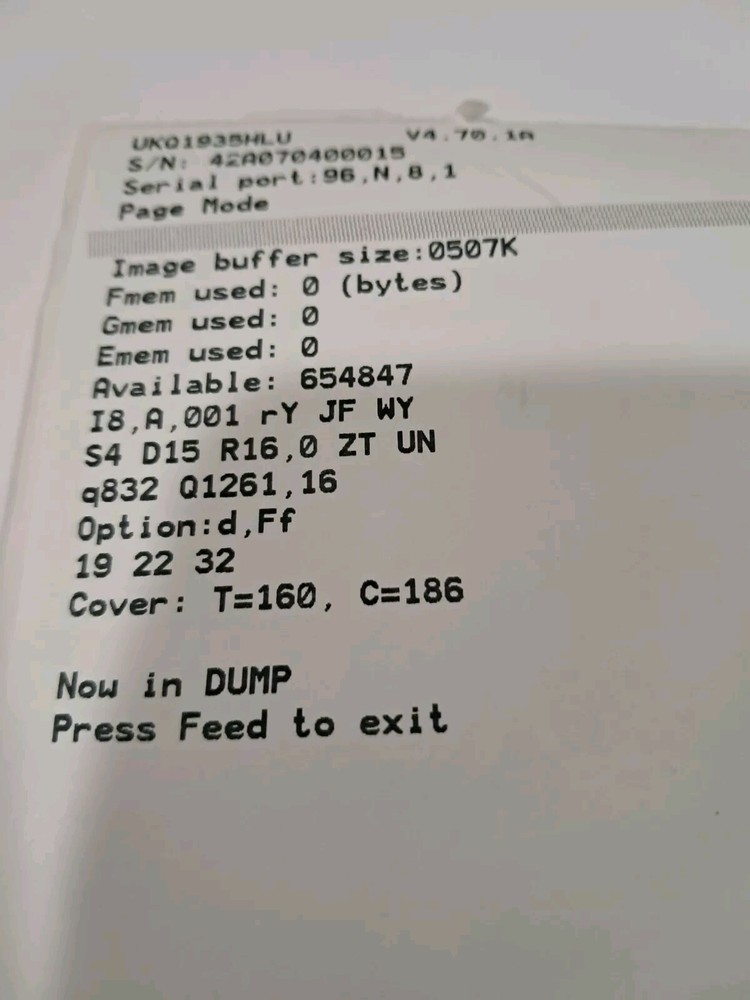 UKQ1935HLU V4.70.1A
S/N: 42A070400015
Serial port:96,N,8,1
Page Mode
Image buffer size:0507K
Fmem used: 0 (bytes)
Gmem used: 0
Emem used: 0
Available: 654847
I8,A,001 rY JF WY
S4 D15 R16,0 ZT UN
q832 Q1261,16
Option:d,Ff
19 22 32
Cover: T=160, C=186
Now in DUMP
Press Feed to exit